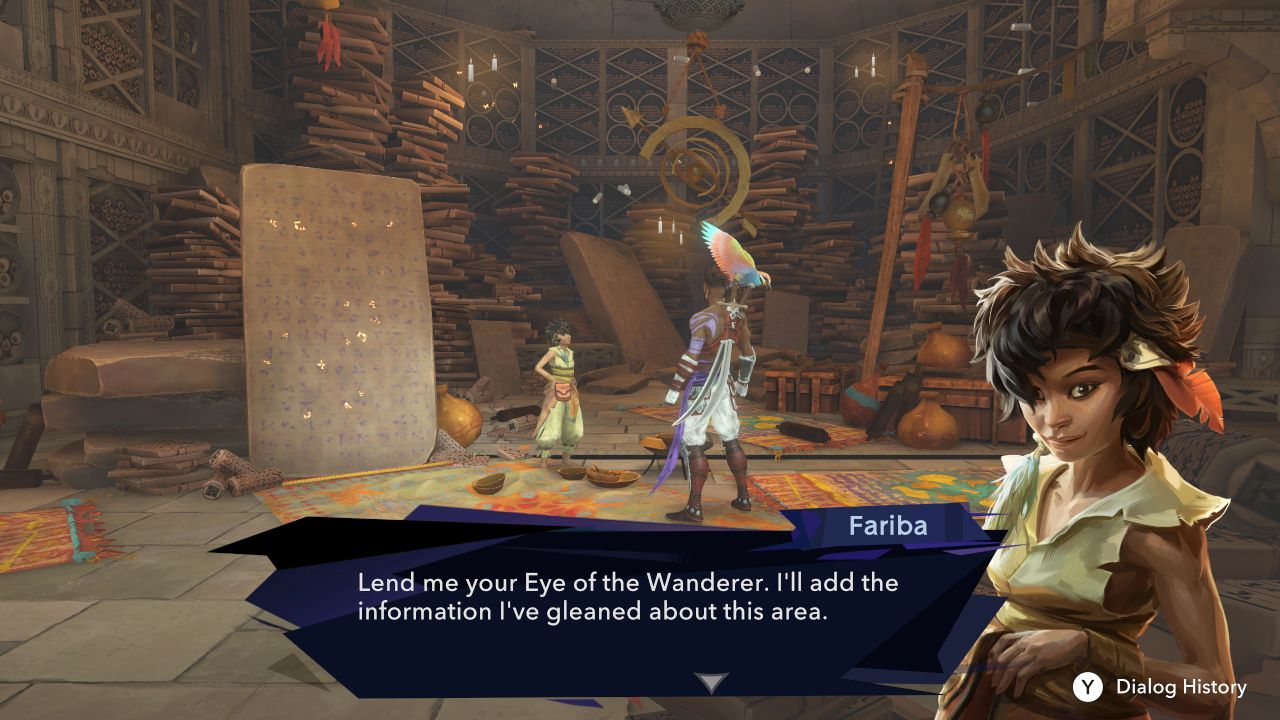 Fariba
Lend me your Eye of the Wanderer. I'll add the
information I've gleaned about this area.
Y Dialog History